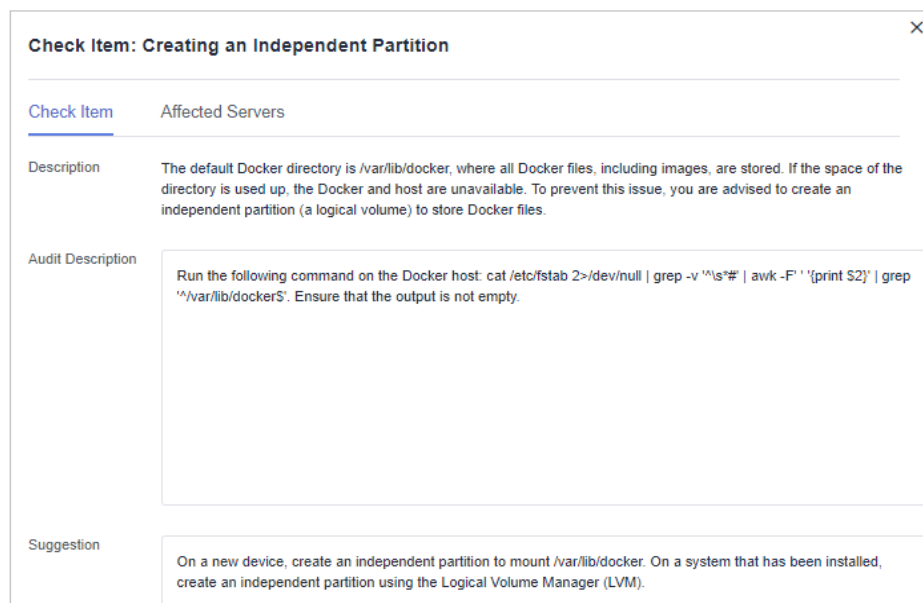 Check Item: Creating an Independent Partition
Check Item Affected Servers
Description
The default Docker directory is /var/lib/docker, where all Docker files, including images, are stored. If the space of the
directory is used up, the Docker and host are unavailable. To prevent this issue, you are advised to create an
independent partition (a logical volume) to store Docker files.
Audit Description
Run the following command on the Docker host: cat /etc/fstab 2>/dev/null | grep -v '^\s*#' | awk -F' ' '{print $2}' | grep
'^/var/lib/docker$'. Ensure that the output is not empty.
Suggestion
On a new device, create an independent partition to mount /var/lib/docker. On a system that has been installed,
create an independent partition using the Logical Volume Manager (LVM).